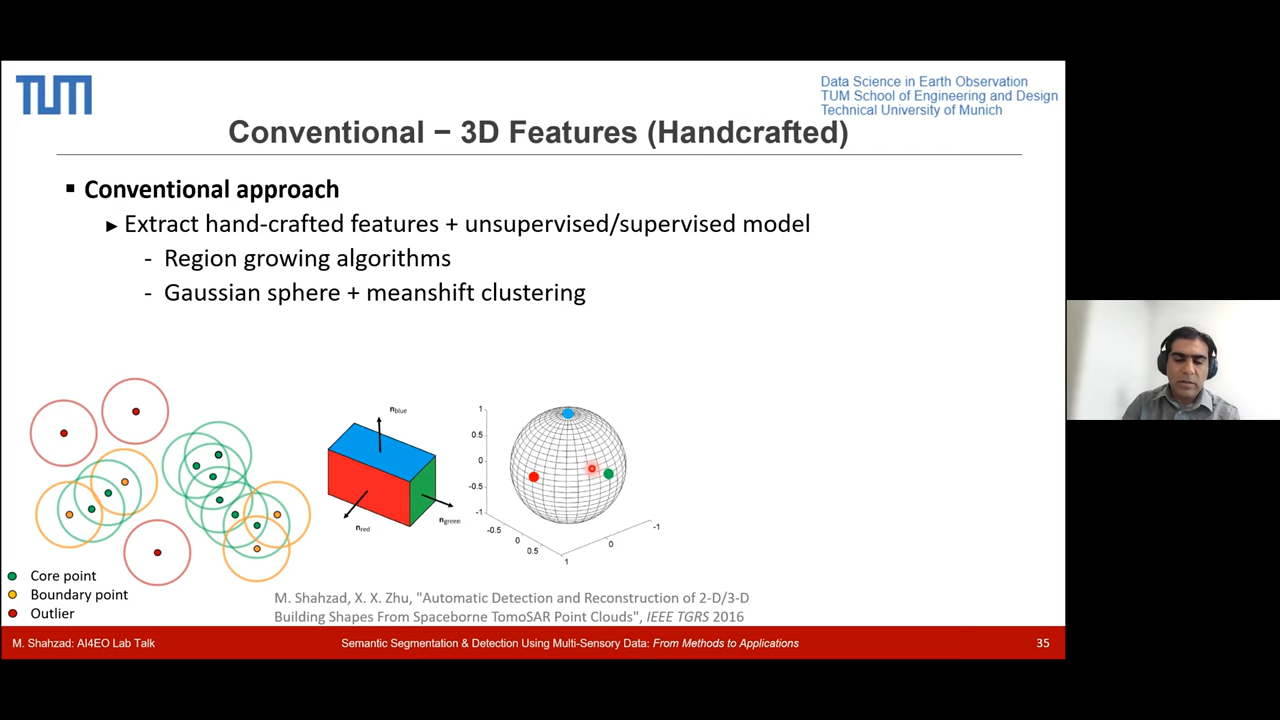 TUM
Data Science in Earth Observation
TUM School of Engineering and Design
Technical University of Munich
Conventional − 3D Features (Handcrafted)
▪ Conventional approach
► Extract hand-crafted features + unsupervised/supervised model
- Region growing algorithms
- Gaussian sphere + meanshift clustering
Core point
Boundary point
Outlier
nblue
nred
ngreen
1
0.5
0
-0.5
-1
-0.5
0
0.5
1
0
-1
M. Shahzad, X. X. Zhu, "Automatic Detection and Reconstruction of 2-D/3-D
Building Shapes From Spaceborne TomoSAR Point Clouds", IEEE TGRS 2016
M. Shahzad: AI4EO Lab Talk
Semantic Segmentation & Detection Using Multi-Sensory Data: From Methods to Applications
35